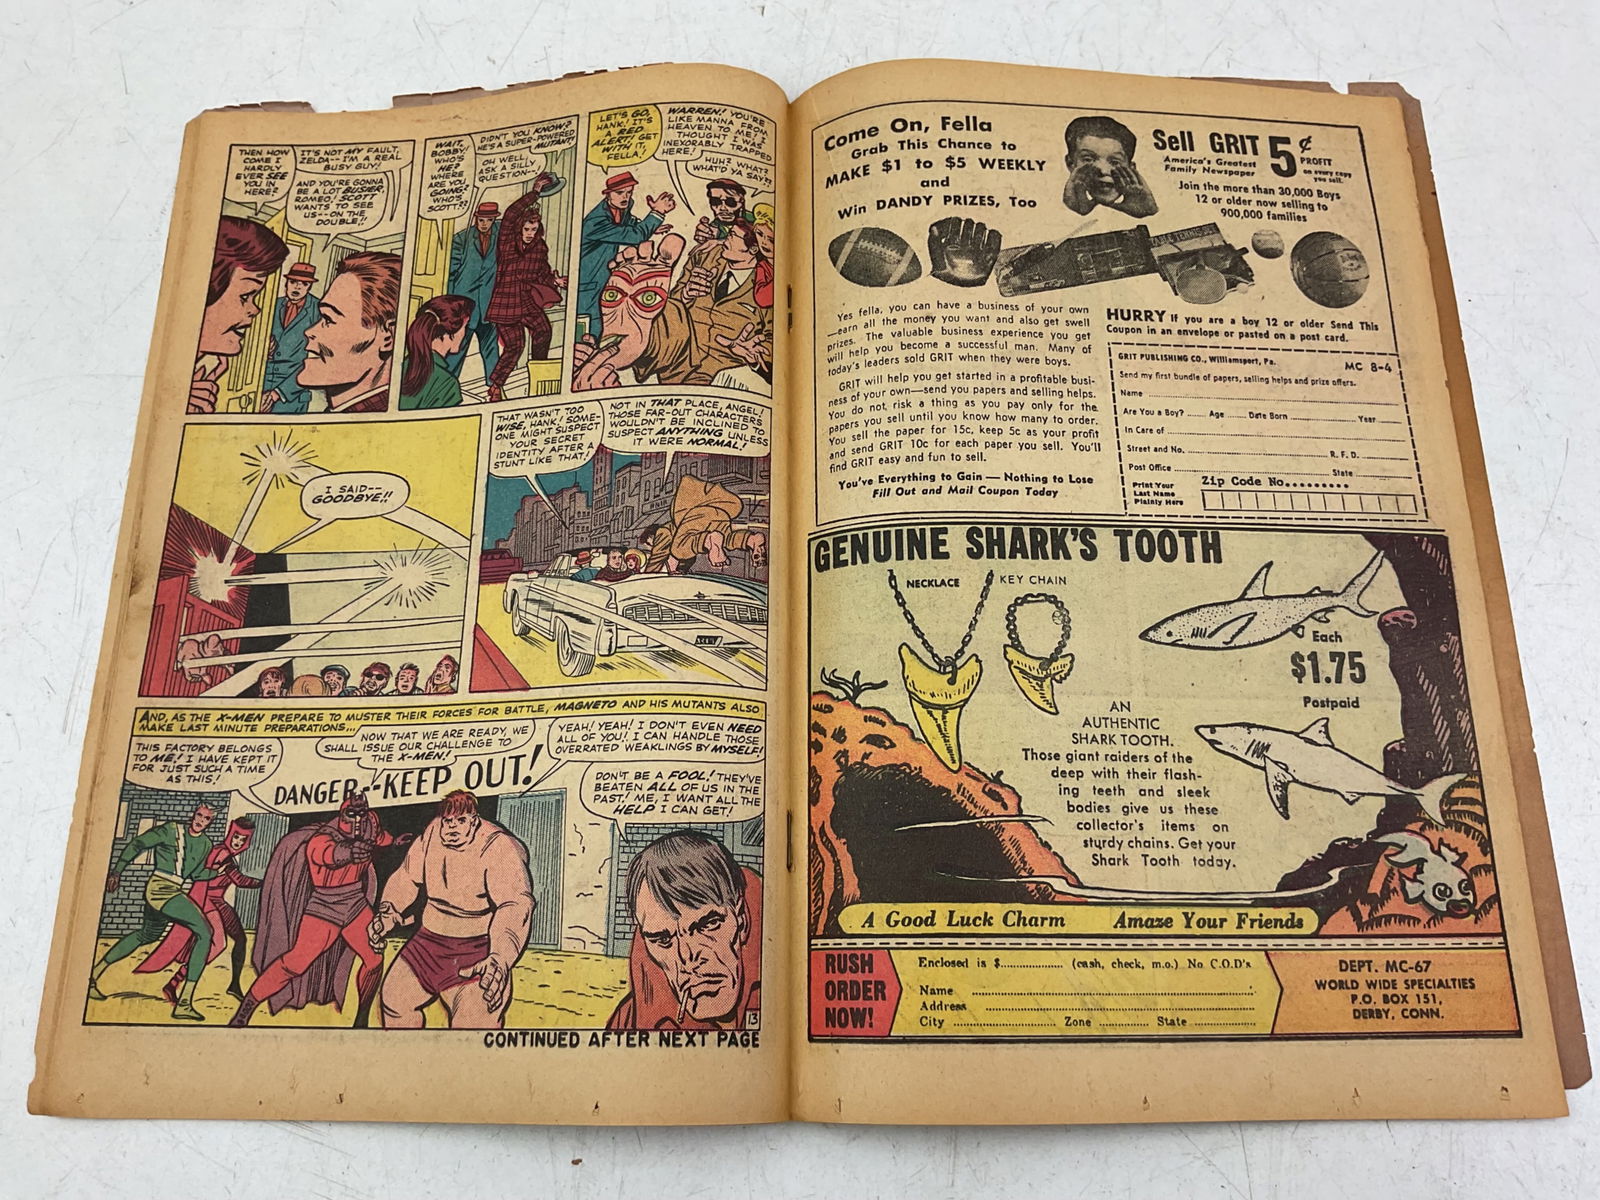 THEN HOW
COME I
HARDLY
EVER SEE
YOU IN
HERE?
IT'S NOT MY FAULT,
ZELDA--I'M A REAL
BUSY GUY!
AND YOU'RE GONNA
BE A LOT BUSIER,
ROMEO! SCOTT
WANTS TO SEE
US--ON THE
DOUBLE!!
WAIT,
BOBBY!
WHO'S
HE?
WHERE
ARE YOU
GOING?
WHO'S
SCOTT??
DIDN'T YOU KNOW?
HE'S A SUPER-POWERED
MUTANT!
OH WELL,
ASK A SILLY
QUESTION--!
LET'S GO,
HANK! IT'S
A RED
ALERT! GET
WITH IT,
FELLA!
WARREN! YOU'RE
LIKE MANNA FROM
HEAVEN TO ME! I
THOUGHT I WAS
INEXORABLY TRAPPED
HERE!
HUH? WHAT?
WHAT'D YA SAY??
I SAID--
GOODBYE!!
THAT WASN'T TOO
WISE, HANK! SOME-
ONE MIGHT SUSPECT
YOUR SECRET
IDENTITY AFTER A
STUNT LIKE THAT!
NOT IN THAT PLACE, ANGEL!
THOSE FAR-OUT CHARACTERS
WOULDN'T BE INCLINED TO
SUSPECT ANYTHING UNLESS
IT WERE NORMAL!
AND, AS THE X-MEN PREPARE TO MUSTER THEIR FORCES FOR BATTLE, MAGNETO AND HIS MUTANTS ALSO
MAKE LAST MINUTE PREPARATIONS...
THIS FACTORY BELONGS
TO ME! I HAVE KEPT IT
FOR JUST SUCH A TIME
AS THIS!
NOW THAT WE ARE READY, WE
SHALL ISSUE OUR CHALLENGE TO
THE X-MEN!
YEAH! YEAH! I DON'T EVEN NEED
ALL OF YOU! I CAN HANDLE THOSE
OVERRATED WEAKLINGS BY MYSELF!
DANGER--KEEP OUT!
DON'T BE A FOOL! THEY'VE
BEATEN ALL OF US IN THE
PAST! ME, I WANT ALL THE
HELP I CAN GET!
13
CONTINUED AFTER NEXT PAGE
Come On, Fella
Grab This Chance to
MAKE $1 to $5 WEEKLY
and
Win DANDY PRIZES, Too
Sell GRIT 5¢
PROFIT
on every copy
you sell.
America's Greatest
Family Newspaper
Join the more than 30,000 Boys
12 or older now selling to
900,000 families
TABLE TENNIS
Yes fella, you can have a business of your own
—earn all the money you want and also get swell
prizes. The valuable business experience you get
will help you become a successful man. Many of
today's leaders sold GRIT when they were boys.
GRIT will help you get started in a profitable busi-
ness of your own—send you papers and selling helps.
You do not risk a thing as you pay only for the
papers you sell until you know how many to order.
You sell the paper for 15c, keep 5c as your profit
and send GRIT 10c for each paper you sell. You'll
find GRIT easy and fun to sell.
You've Everything to Gain — Nothing to Lose
Fill Out and Mail Coupon Today
HURRY If you are a boy 12 or older Send This
Coupon in an envelope or pasted on a post card.
GRIT PUBLISHING CO., Williamsport, Pa. MC 8-4
Send my first bundle of papers, selling helps and prize offers.
Name
Are You a Boy? Age Date Born Year
In Care of
Street and No. R. F. D.
Post Office State
Print Your
Last Name
Plainly Here
Zip Code No.
GENUINE SHARK'S TOOTH
NECKLACE
KEY CHAIN
Each
$1.75
Postpaid
AN
AUTHENTIC
SHARK TOOTH.
Those giant raiders of the
deep with their flash-
ing teeth and sleek
bodies give us these
collector's items on
sturdy chains. Get your
Shark Tooth today.
A Good Luck Charm Amaze Your Friends
RUSH
ORDER
NOW!
Enclosed is $ (cash, check, m.o.) No C.O.D's
Name
Address
City Zone State
DEPT. MC-67
WORLD WIDE SPECIALTIES
P.O. BOX 151,
DERBY, CONN.